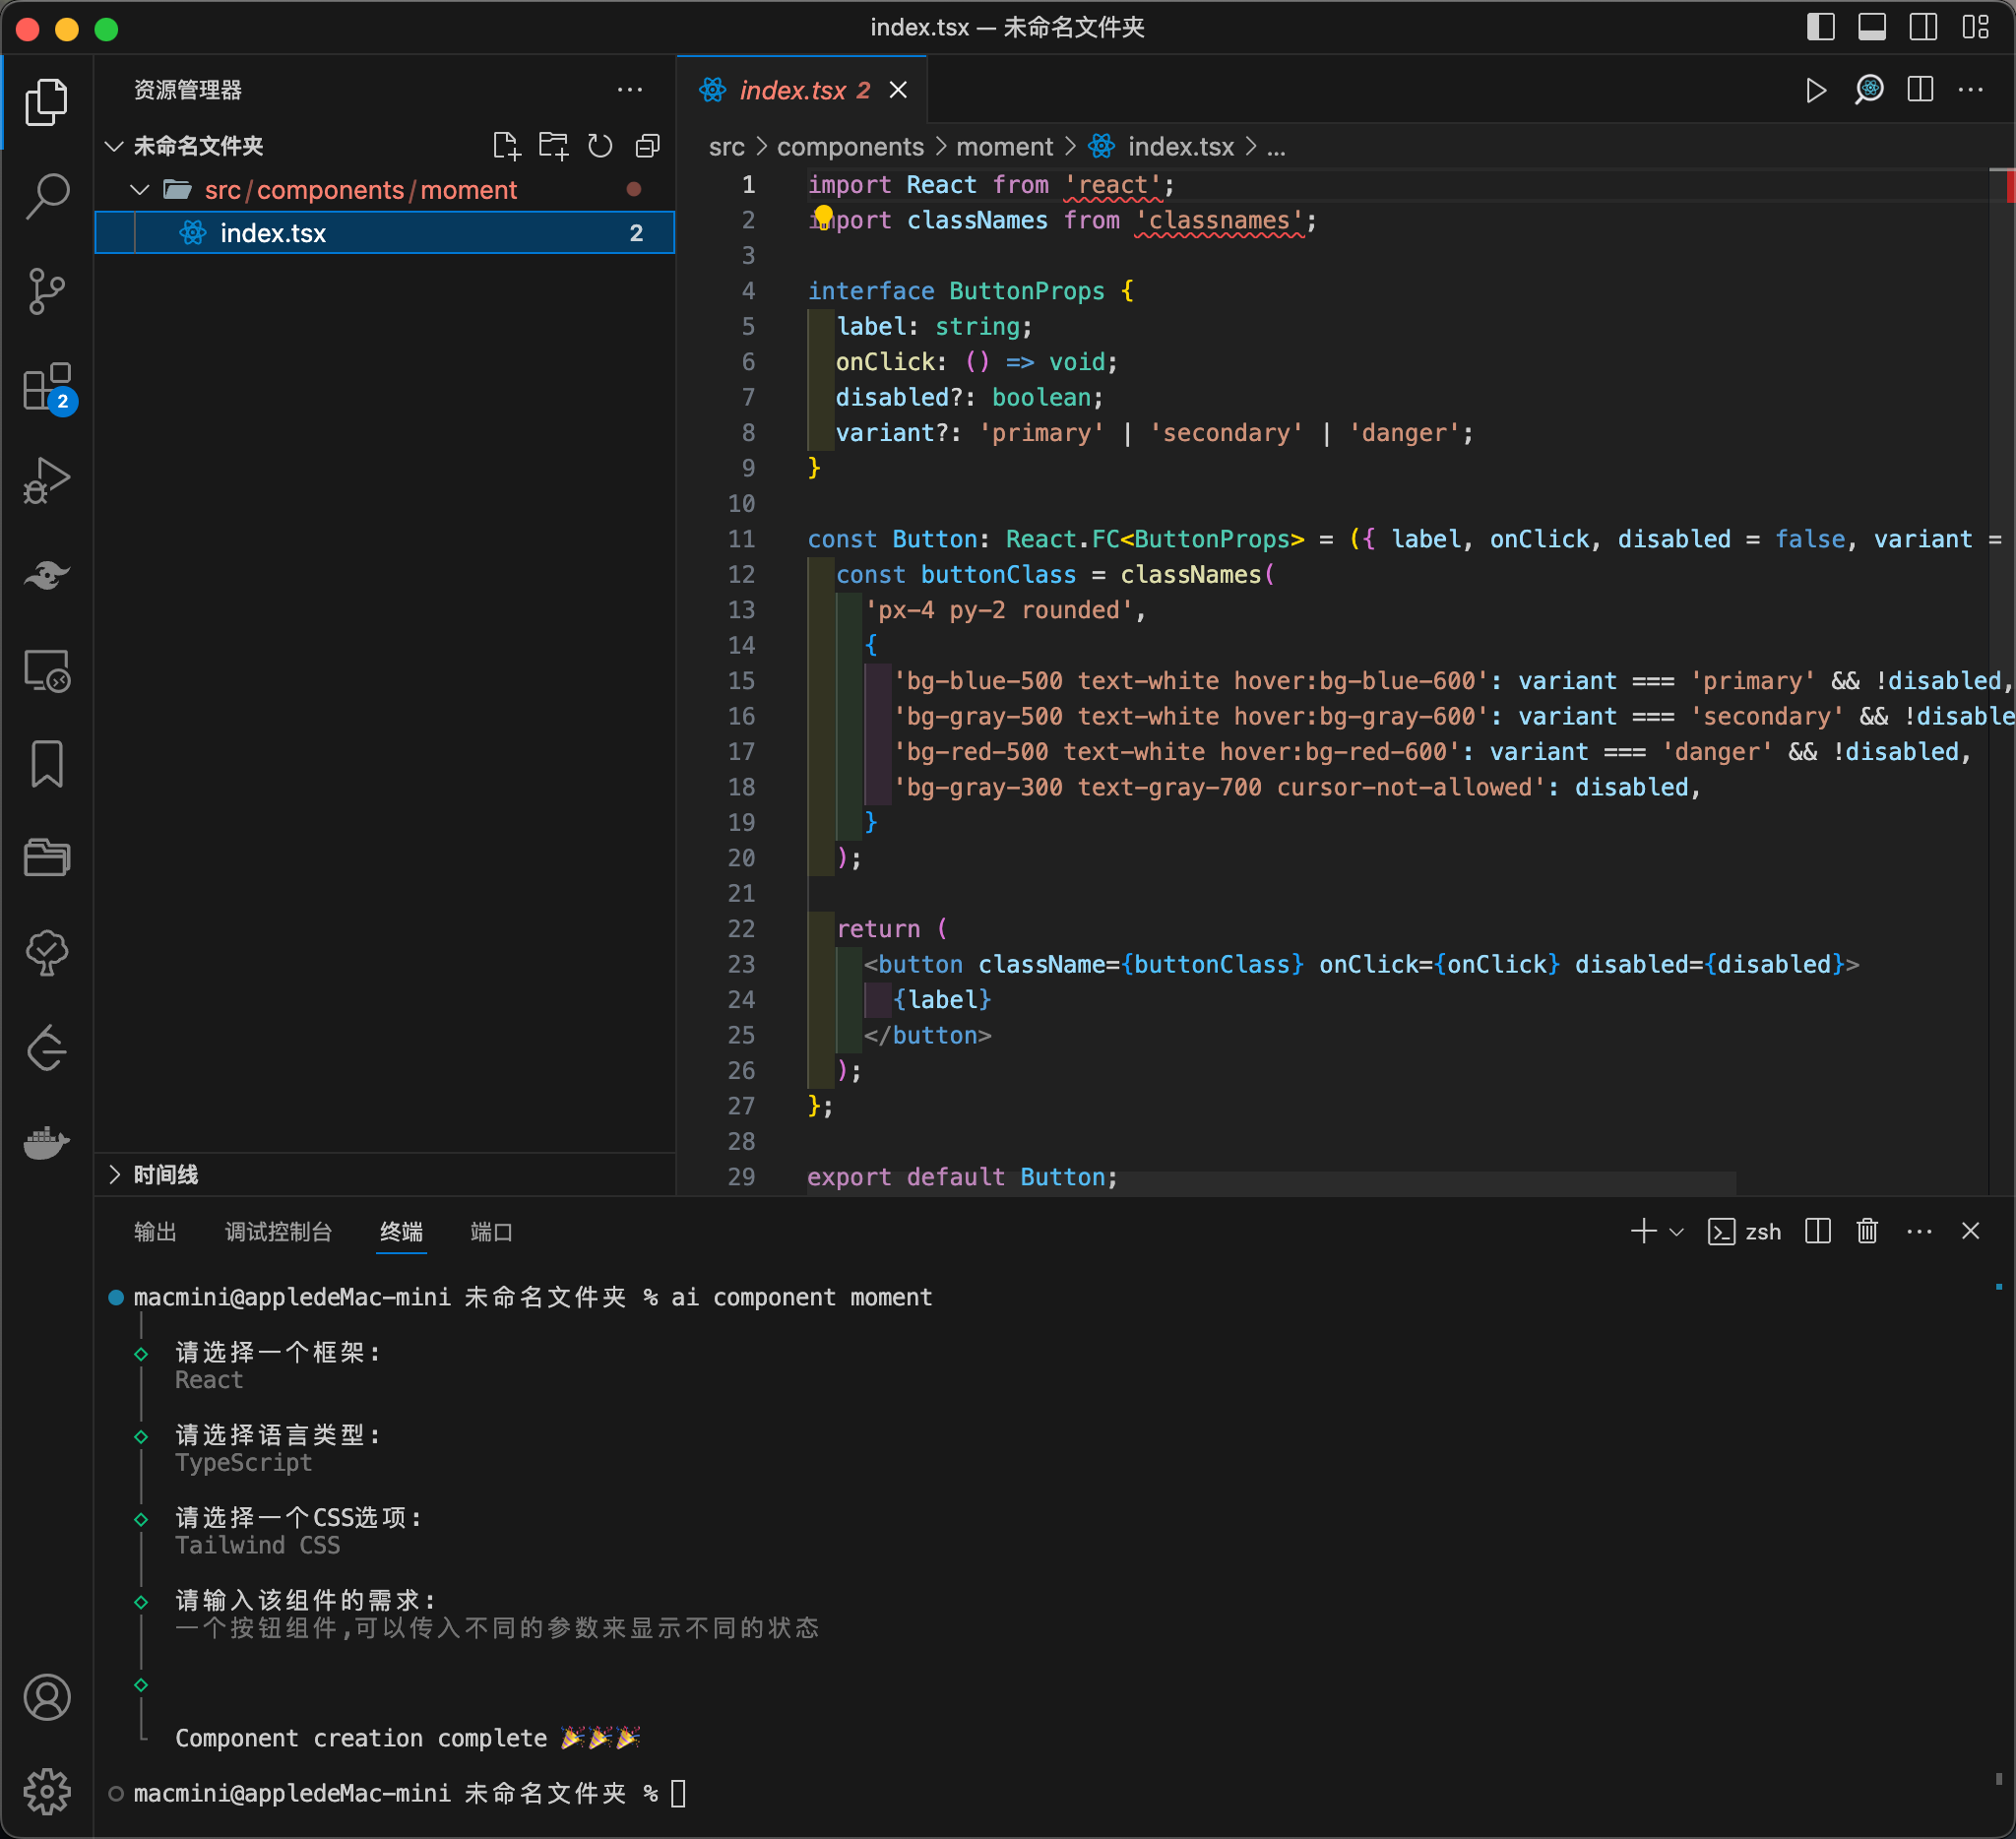 index.tsx — 未命名文件夹
资源管理器
未命名文件夹
src/components/moment
index.tsx 2
2
时间线
index.tsx 2
src > components > moment > index.tsx > ...
1 import React from 'react';
2 import classNames from 'classnames';
3
4 interface ButtonProps {
5 label: string;
6 onClick: () => void;
7 disabled?: boolean;
8 variant?: 'primary' | 'secondary' | 'danger';
9 }
10
11 const Button: React.FC<ButtonProps> = ({ label, onClick, disabled = false, variant =
12 const buttonClass = classNames(
13 'px-4 py-2 rounded',
14 {
15 'bg-blue-500 text-white hover:bg-blue-600': variant === 'primary' && !disabled,
16 'bg-gray-500 text-white hover:bg-gray-600': variant === 'secondary' && !disable
17 'bg-red-500 text-white hover:bg-red-600': variant === 'danger' && !disabled,
18 'bg-gray-300 text-gray-700 cursor-not-allowed': disabled,
19 }
20 );
21
22 return (
23 <button className={buttonClass} onClick={onClick} disabled={disabled}>
24 {label}
25 </button>
26 );
27 };
28
29 export default Button;
输出 调试控制台 终端 端口
zsh
macmini@appledeMac-mini 未命名文件夹 % ai component moment
请选择一个框架:
React
请选择语言类型:
TypeScript
请选择一个CSS选项:
Tailwind CSS
请输入该组件的需求:
一个按钮组件,可以传入不同的参数来显示不同的状态
Component creation complete 🎉🎉🎉
macmini@appledeMac-mini 未命名文件夹 %